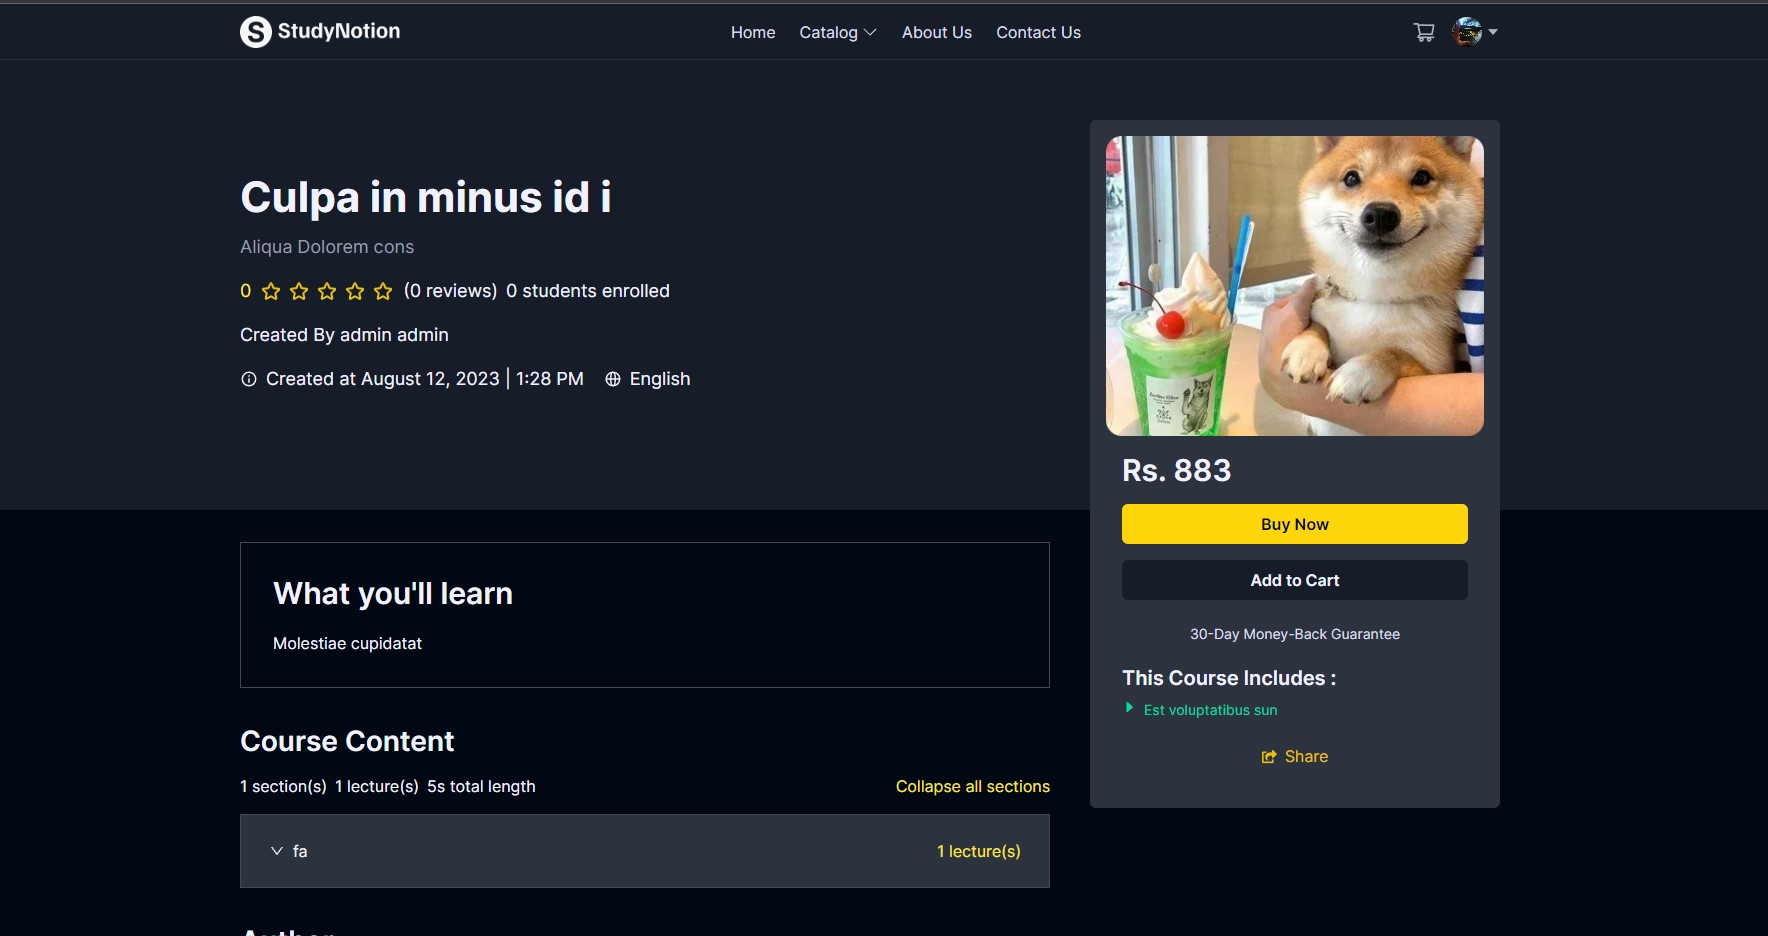 StudyNotion
Home Catalog About Us Contact Us
Culpa in minus id i
Aliqua Dolorem cons
0 (0 reviews) 0 students enrolled
Created By admin admin
Created at August 12, 2023 | 1:28 PM English
Rs. 883
Buy Now
Add to Cart
30-Day Money-Back Guarantee
This Course Includes :
Est voluptatibus sun
Share
What you'll learn
Molestiae cupidatat
Course Content
1 section(s) 1 lecture(s) 5s total length Collapse all sections
fa 1 lecture(s)
Author